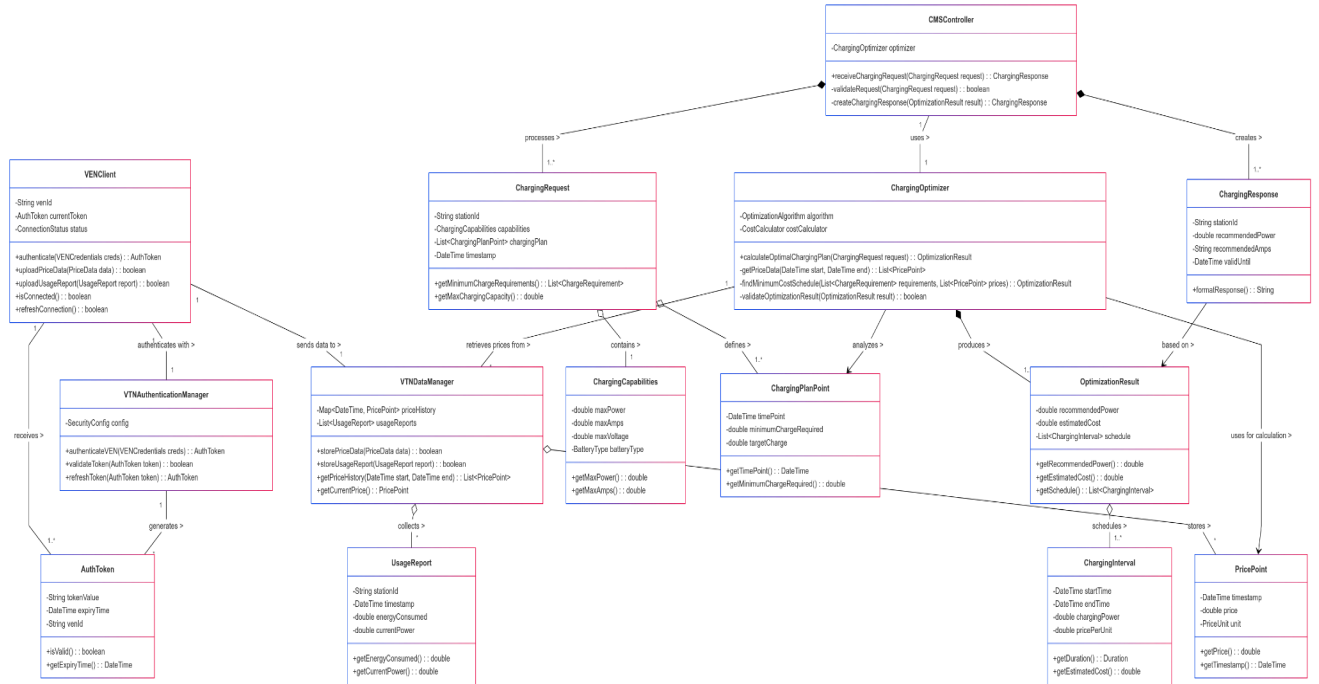 CMSController
-ChargingOptimizer optimizer
+receiveChargingRequest(ChargingRequest request) : : ChargingResponse
-validateRequest(ChargingRequest request) : : boolean
-createChargingResponse(OptimizationResult result) : : ChargingResponse
1
processes >
uses >
creates >
1..*
1
1..*
VENClient
-String venId
-AuthToken currentToken
-ConnectionStatus status
+authenticate(VENCredentials creds) : : AuthToken
+uploadPriceData(PriceData data) : : boolean
+uploadUsageReport(UsageReport report) : : boolean
+isConnected() : : boolean
+refreshConnection() : : boolean
ChargingRequest
-String stationId
-ChargingCapabilities capabilities
-List<ChargingPlanPoint> chargingPlan
-DateTime timestamp
+getMinimumChargeRequirements() : : List<ChargeRequirement>
+getMaxChargingCapacity() : : double
ChargingOptimizer
-OptimizationAlgorithm algorithm
-CostCalculator costCalculator
+calculateOptimalChargingPlan(ChargingRequest request) : : OptimizationResult
-getPriceData(DateTime start, DateTime end) : : List<PricePoint>
-findMinimumCostSchedule(List<ChargeRequirement> requirements, List<PricePoint> prices) : : OptimizationResult
-validateOptimizationResult(OptimizationResult result) : : boolean
ChargingResponse
-String stationId
-double recommendedPower
-String recommendedAmps
-DateTime validUntil
+formatResponse() : : String
1
1
1
1
authenticates with >
sends data to >
retrieves prices from >
contains >
defines >
analyzes >
produces >
based on >
1
1
1
1..*
VTNAuthenticationManager
-SecurityConfig config
+authenticateVEN(VENCredentials creds) : : AuthToken
+validateToken(AuthToken token) : : boolean
+refreshToken(AuthToken token) : : AuthToken
VTNDataManager
-Map<DateTime, PricePoint> priceHistory
-List<UsageReport> usageReports
+storePriceData(PriceData data) : : boolean
+storeUsageReport(UsageReport report) : : boolean
+getPriceHistory(DateTime start, DateTime end) : : List<PricePoint>
+getCurrentPrice() : : PricePoint
ChargingCapabilities
-double maxPower
-double maxAmps
-double maxVoltage
-BatteryType batteryType
+getMaxPower() : : double
+getMaxAmps() : : double
ChargingPlanPoint
-DateTime timePoint
-double minimumChargeRequired
-double targetCharge
+getTimePoint() : : DateTime
+getMinimumChargeRequired() : : double
OptimizationResult
-double recommendedPower
-double estimatedCost
-List<ChargingInterval> schedule
+getRecommendedPower() : : double
+getEstimatedCost() : : double
+getSchedule() : : List<ChargingInterval>
receives >
uses for calculation >
1
generates >
collects >
schedules >
stores >
1..*
*
1..*
*
AuthToken
-String tokenValue
-DateTime expiryTime
-String venId
+isValid() : : boolean
+getExpiryTime() : : DateTime
UsageReport
-String stationId
-DateTime timestamp
-double energyConsumed
-double currentPower
+getEnergyConsumed() : : double
+getCurrentPower() : : double
ChargingInterval
-DateTime startTime
-DateTime endTime
-double chargingPower
-double pricePerUnit
+getDuration() : : Duration
+getEstimatedCost() : : double
PricePoint
-DateTime timestamp
-double price
-PriceUnit unit
+getPrice() : : double
+getTimestamp() : : DateTime